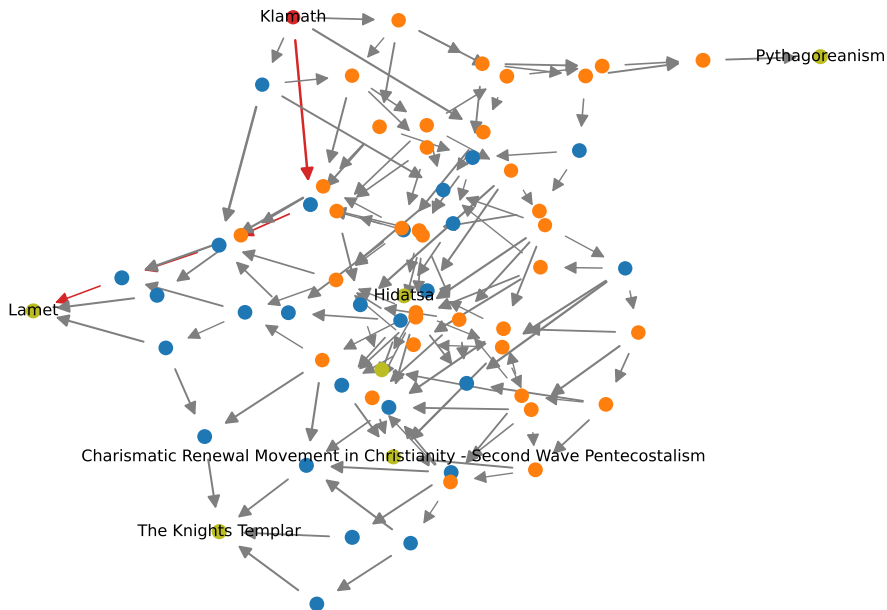 Klamath
Pythagoreanism
Hidatsa
Lamet
Charismatic Renewal Movement in Christianity - Second Wave Pentecostalism
The Knights Templar